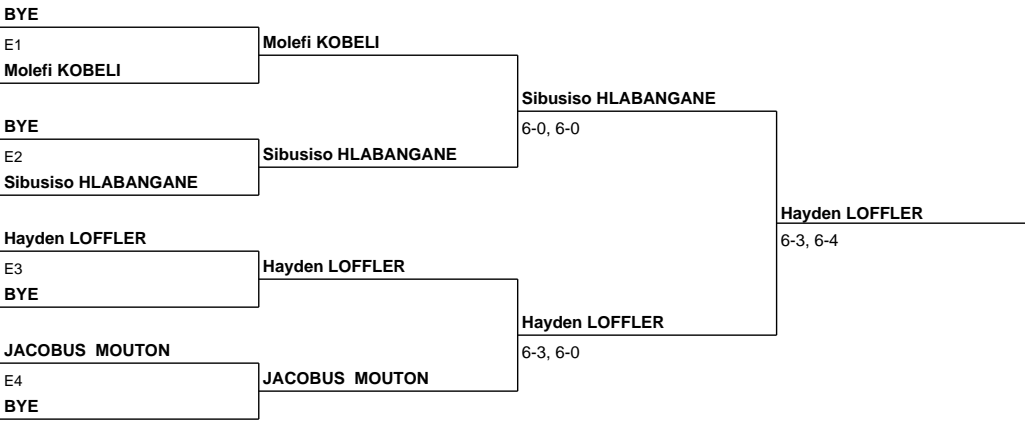 BYE
E1
Molefi KOBELI
BYE
E2
Sibusiso HLABANGANE
Hayden LOFFLER
E3
BYE
JACOBUS  MOUTON
E4
BYE
Molefi KOBELI
Sibusiso HLABANGANE
Hayden LOFFLER
JACOBUS  MOUTON
Sibusiso HLABANGANE
6-0, 6-0
Hayden LOFFLER
6-3, 6-0
Hayden LOFFLER
6-3, 6-4